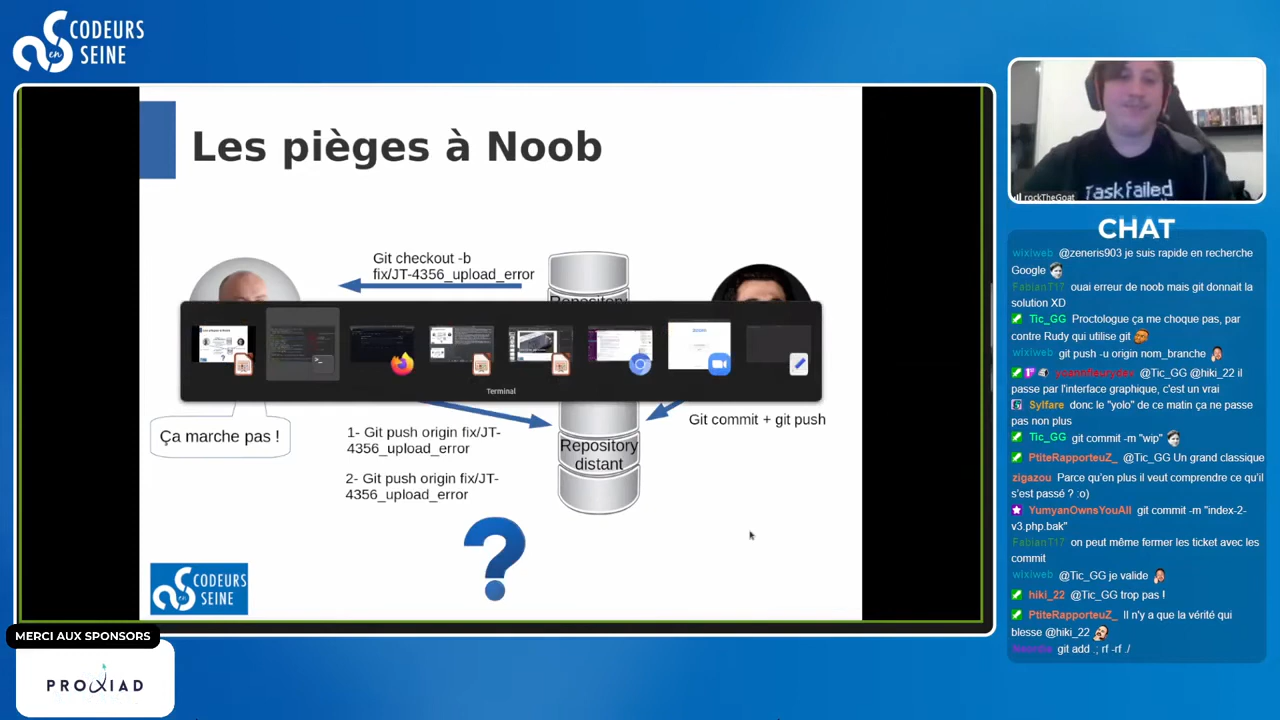 CODEURS
en
SEINE
Les pièges à Noob
Git checkout -b
fix/JT-4356_upload_error
Repository
Terminal
Ça marche pas !
1- Git push origin fix/JT-
4356_upload_error
2- Git push origin fix/JT-
4356_upload_error
Repository
distant
Git commit + git push
?
CODEURS
en
SEINE
MERCI AUX SPONSORS
PROXIAD
Task failed
rockTheGoat
CHAT
wixiweb @zeneris903 je suis rapide en recherche
Google
FabianT17 ouai erreur de noob mais git donnait la
solution XD
Tic_GG Proctologue ça me choque pas, par
contre Rudy qui utilise git
wixiweb git push -u origin nom_branche
@Tic_GG @hiki_22 il
passe par l'interface graphique, c'est un vrai
Sylfare donc le "yolo" de ce matin ça ne passe
pas non plus
Tic_GG git commit -m "wip"
PtiteRapporteuZ_ @Tic_GG Un grand classique
zigazou Parce qu'en plus il veut comprendre ce qu'il
s'est passé ? :o)
YumyanOwnsYouAll git commit -m "index-2-
v3.php.bak"
FabianT17 on peut même fermer les ticket avec les
commit
wixiweb @Tic_GG je valide
hiki_22 @Tic_GG trop pas !
PtiteRapporteuZ_ Il n'y a que la vérité qui
blesse @hiki_22
git add .; rf -rf ./